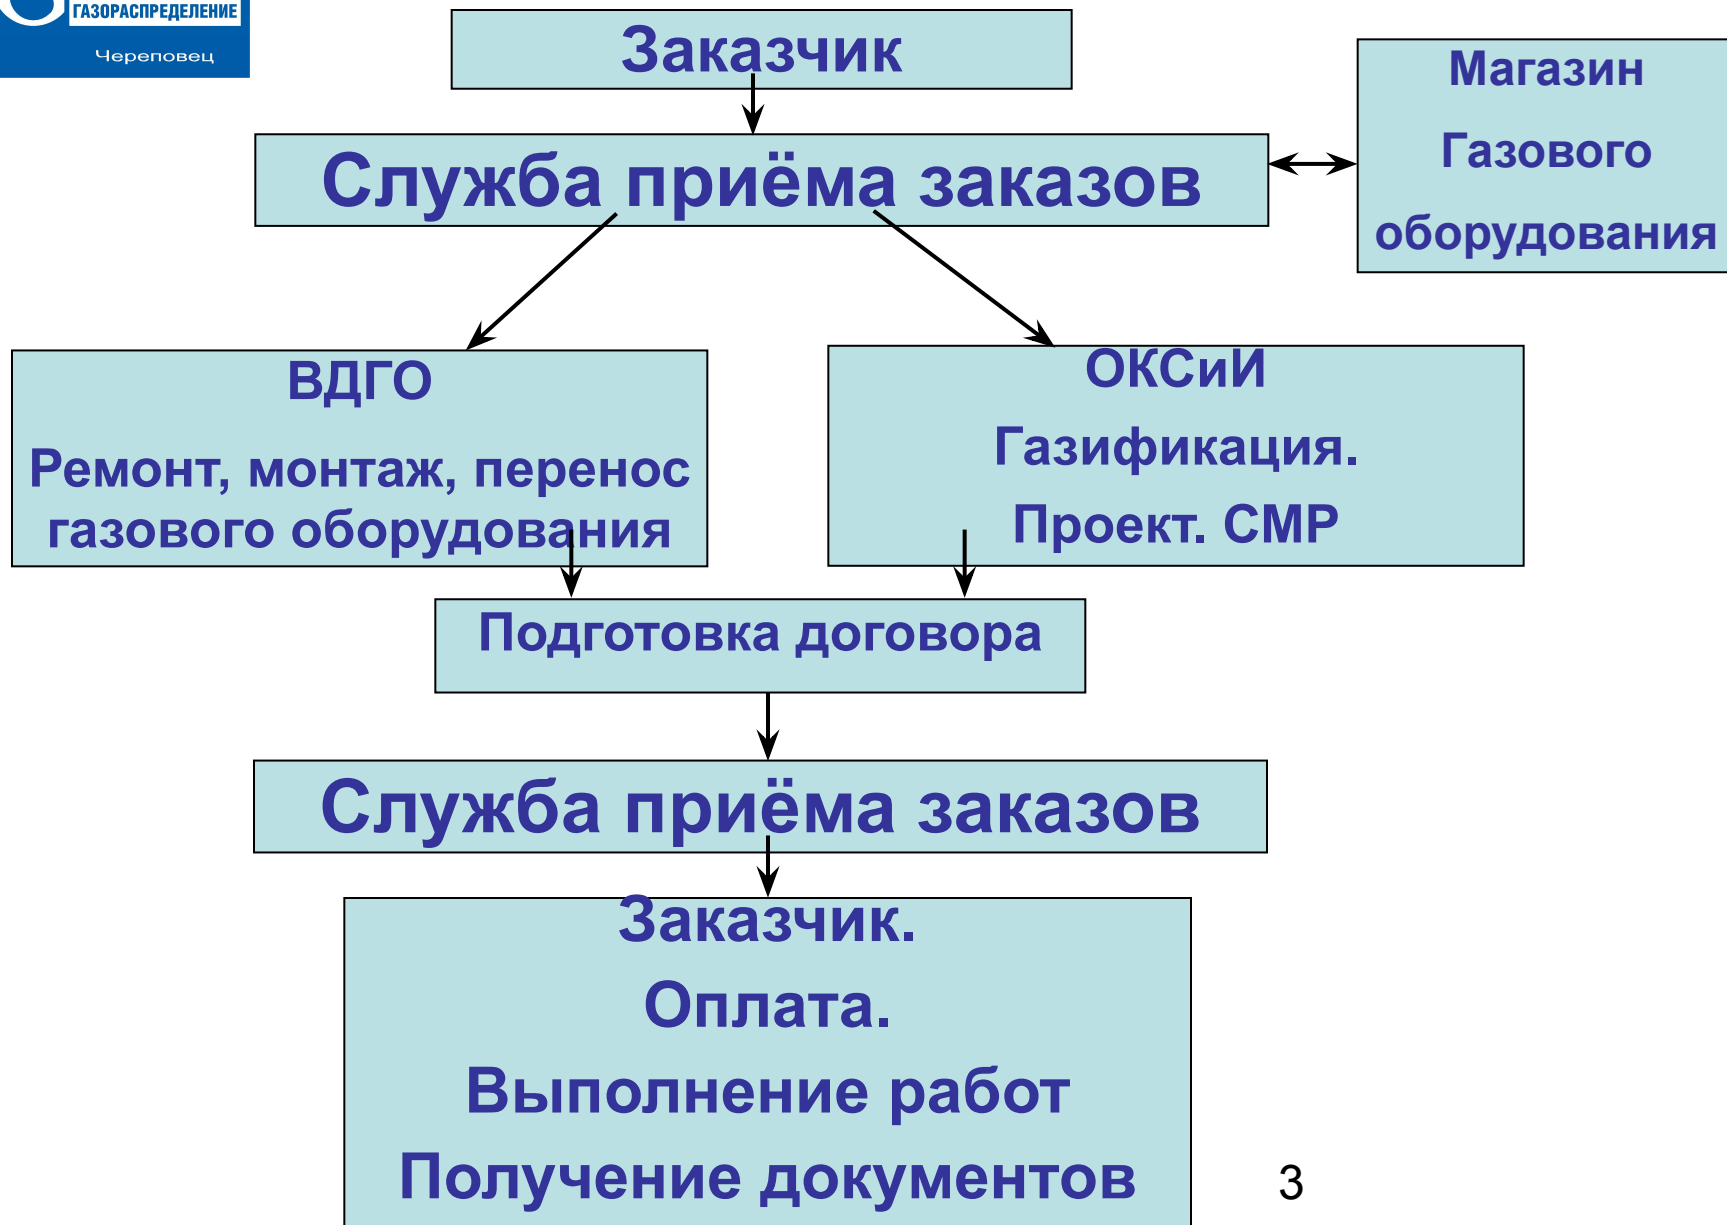 ГАЗОРАСПРЕДЕЛЕНИЕ
Череповец
Заказчик
Магазин
Газового
оборудования
Служба приёма заказов
ВДГО
Ремонт, монтаж, перенос
газового оборудования
ОКСиИ
Газификация.
Проект. СМР
Подготовка договора
Служба приёма заказов
Заказчик.
Оплата.
Выполнение работ
Получение документов
3